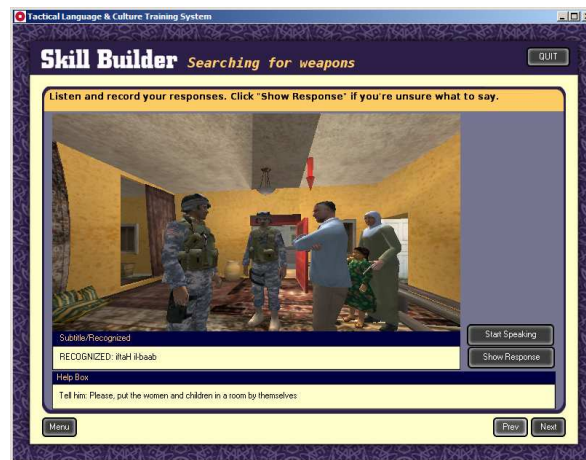 Tactical Language & Culture Training System
Skill Builder Searching for weapons
QUIT
Listen and record your responses. Click "Show Response" if you're unsure what to say.
Subtitle/Recognized
Start Speaking
RECOGNIZED: iftaH il-baab
Show Response
Help Box
Tell him: Please, put the women and children in a room by themselves
Menu
Prev
Next